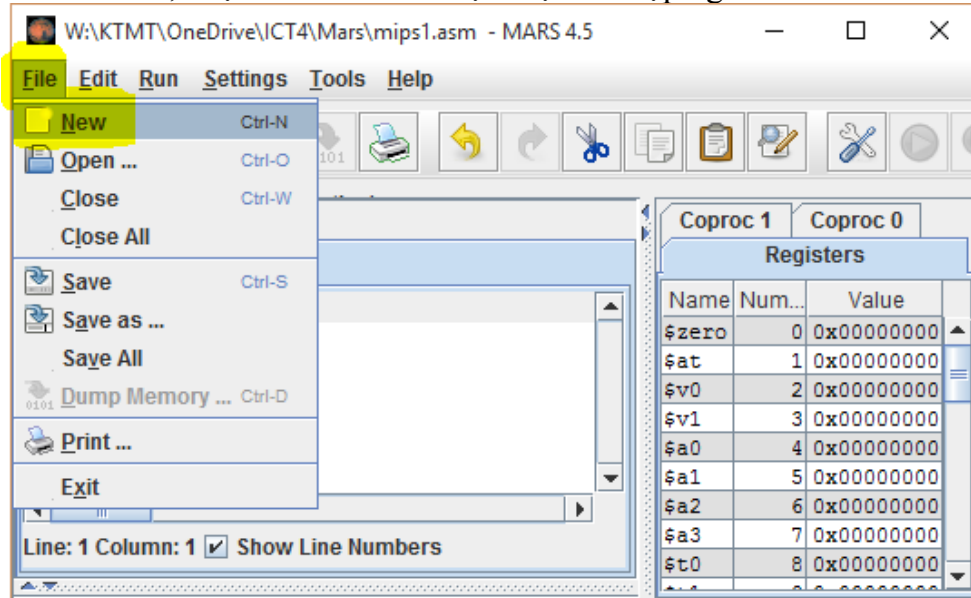 W:\KTMT\OneDrive\ICT4\Mars\mips1.asm - MARS 4.5
File Edit Run Settings Tools Help
New Ctrl-N
Open ... Ctrl-O
Close Ctrl-W
Close All
Save Ctrl-S
Save as ...
Save All
Dump Memory ... Ctrl-D
Print ...
Exit
Line: 1 Column: 1 Show Line Numbers
Coproc 1 Coproc 0
Registers
Name Num... Value
$zero 0 0x00000000
$at 1 0x00000000
$v0 2 0x00000000
$v1 3 0x00000000
$a0 4 0x00000000
$a1 5 0x00000000
$a2 6 0x00000000
$a3 7 0x00000000
$t0 8 0x00000000